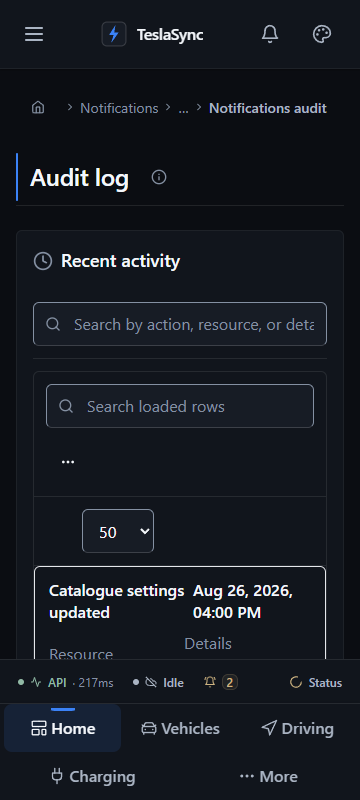 TeslaSync
Notifications
...
Notifications audit
Audit log
Recent activity
Search by action, resource, or deta
Search loaded rows
...
50
Catalogue settings updated
Aug 26, 2026, 04:00 PM
Resource
Details
API · 217ms
Idle
2
Status
Home
Vehicles
Driving
Charging
More